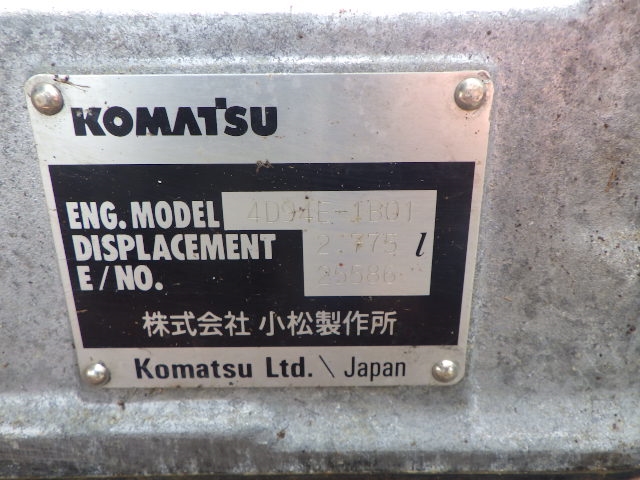 KOMATSU
ENG. MODEL 4D94E-1B01
DISPLACEMENT 2.775 l
E/NO. 25586
株式会社 小松製作所
Komatsu Ltd. \ Japan